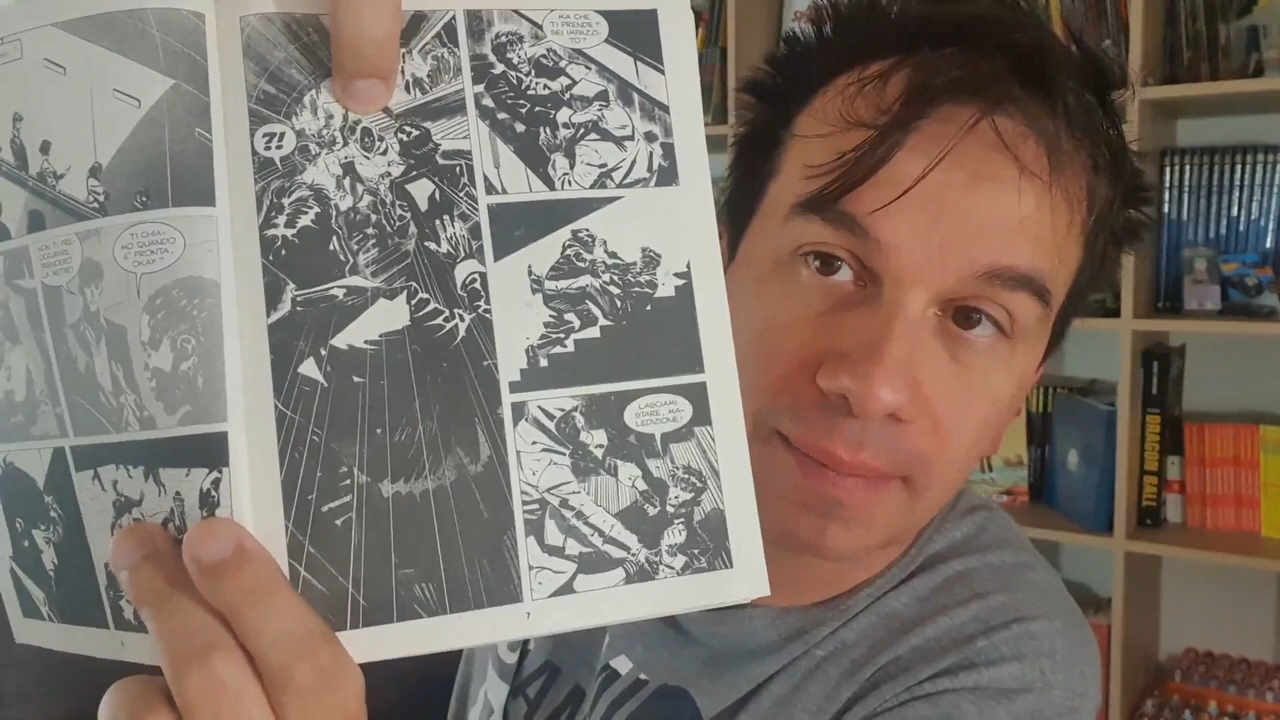 NON TI PRE-
OCCUPARE,
PRENDERÒ
LA METRO!
TI CHIA-
MO QUANDO
E' PRONTA,
OKAY?
?!
MA CHE
TI PRENDE?
SEI IMPAZZI-
TO?
LASCIAMI
STARE, MA-
LEDIZIONE!
7
DRAGON BALL